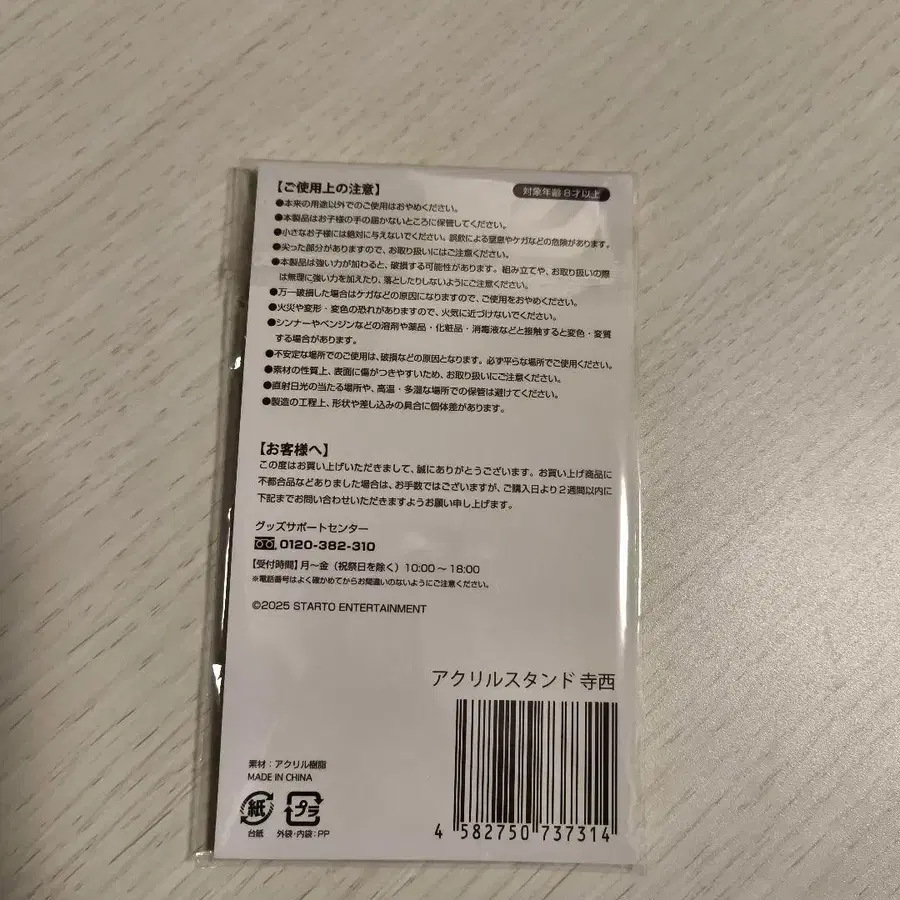 【ご使用上の注意】
対象年齢8才以上
●本来の用途以外でのご使用はおやめください。
●本製品はお子様の手の届かないところに保管してください。
●小さなお子様には絶対に与えないでください。誤飲による窒息やケガなどの危険があります。
●尖った部分がありますので、お取り扱いにはご注意ください。
●本製品は強い力が加わると、破損する可能性があります。組み立てや、お取り扱いの際
は無理に強い力を加えたり、落としたりしないようにご注意ください。
●万一破損した場合はケガなどの原因になりますので、ご使用をおやめください。
●火災や変形・変色の恐れがありますので、火気に近づけないでください。
●シンナーやベンジンなどの溶剤や薬品・化粧品・消毒液などと接触すると変色・変質
する場合があります。
●不安定な場所でのご使用は、破損などの原因となります。必ず平らな場所でご使用ください。
●素材の性質上、表面に傷がつきやすいため、お取り扱いにご注意ください。
●直射日光の当たる場所や、高温・多湿な場所での保管は避けてください。
●製造の工程上、形状や差し込みの具合に個体差があります。
【お客様へ】
この度はお買い上げいただきまして、誠にありがとうございます。お買い上げ商品に
不都合品などありました場合は、お手数ではございますが、ご購入日より2週間以内に
下記までお問い合わせいただきますようお願い申し上げます。
グッズサポートセンター
0120-382-310
【受付時間】月〜金（祝祭日を除く）10:00〜18:00
※電話番号はよく確かめてからお間違いのないようにご注意ください。
©2025 STARTO ENTERTAINMENT
アクリルスタンド 寺西
素材：アクリル樹脂
MADE IN CHINA
紙
プラ
台紙
外袋・内袋：PP
4 582750 737314